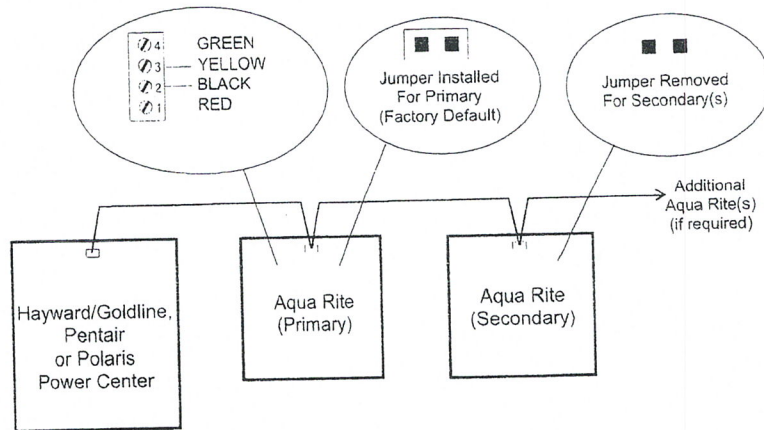 4 GREEN
3 YELLOW
2 BLACK
1 RED
Jumper Installed
For Primary
(Factory Default)
Jumper Removed
For Secondary(s)
Additional
Aqua Rite(s)
(if required)
Hayward/Goldline,
Pentair
or Polaris
Power Center
Aqua Rite
(Primary)
Aqua Rite
(Secondary)